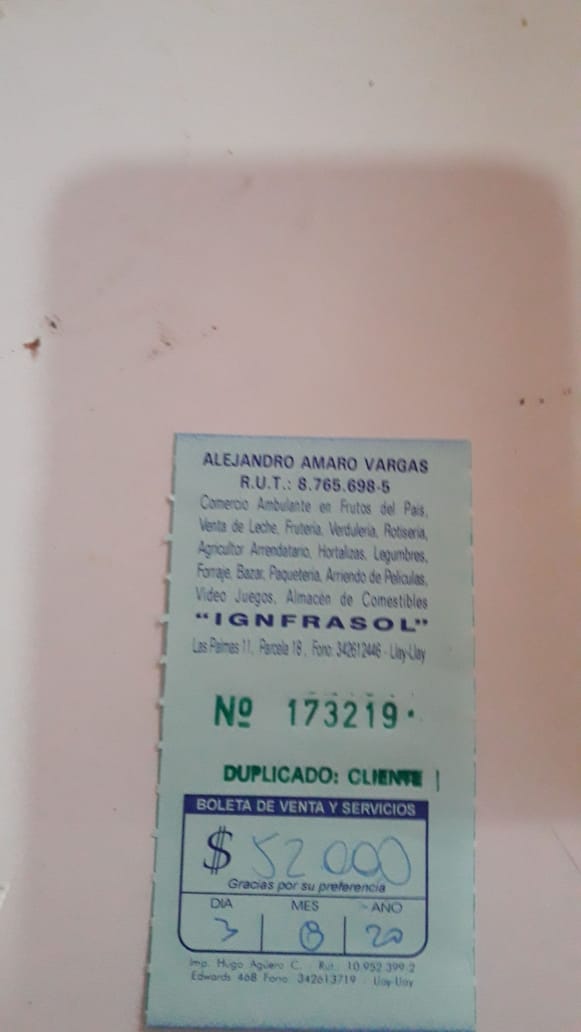 ALEJANDRO AMARO VARGAS
R.U.T.: 8.765.698-5
Comercio Ambulante en Frutos del País,
Venta de Leche, Frutería, Verdulería, Rotisería,
Agricultor Arrendatario, Hortalizas, Legumbres,
Forraje, Bazar, Paquetería, Arriendo de Películas,
Video Juegos, Almacén de Comestibles
"IGNFRASOL"
Las Palmas 11, Parcela 18, Fono: 342612446 - Llay-Llay
Nº 173219
DUPLICADO: CLIENTE
BOLETA DE VENTA Y SERVICIOS
$ 52000
Gracias por su preferencia
DIA MES AÑO
3 8 20
Imp. Hugo Agüero C. - Rut.: 10.952.399-2
Edwards 468 Fono: 342613719 - Llay-Llay